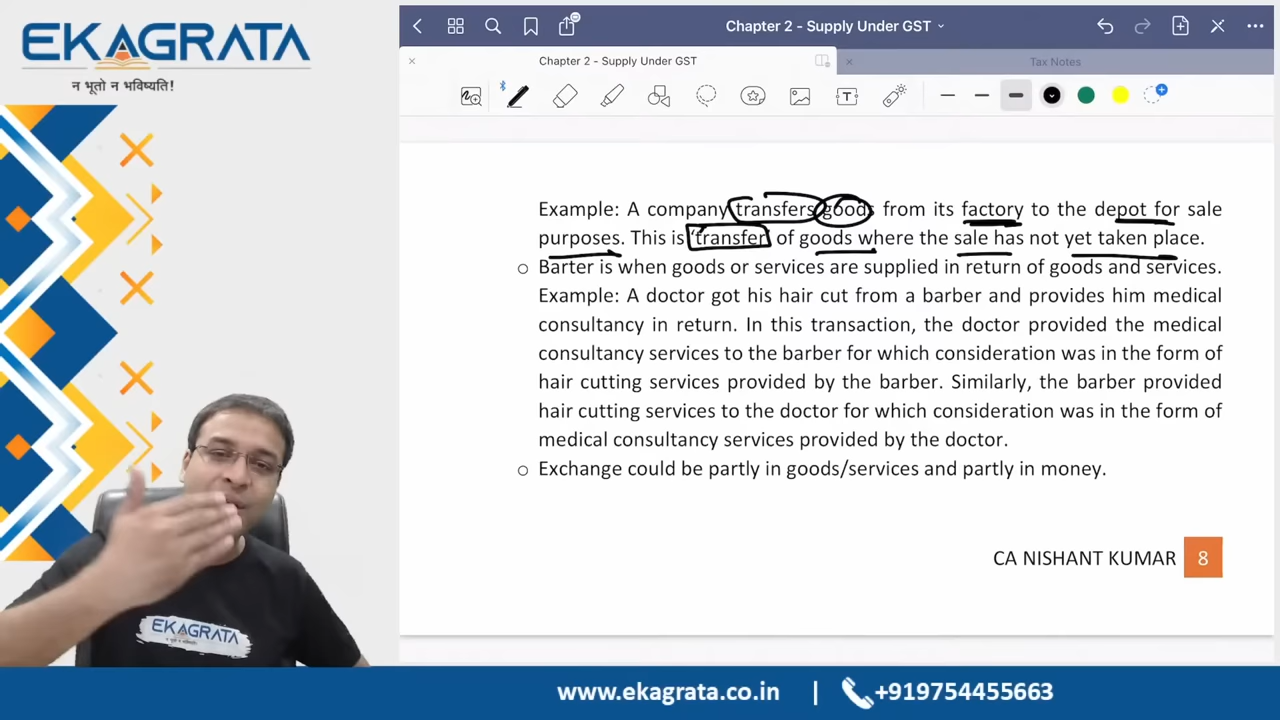 EKAGRATA
न भूतो न भविष्यति!
Chapter 2 - Supply Under GST
Chapter 2 - Supply Under GST
Tax Notes
Example: A company transfers goods from its factory to the depot for sale
purposes. This is 'transfer' of goods where the sale has not yet taken place.
o Barter is when goods or services are supplied in return of goods and services.
Example: A doctor got his hair cut from a barber and provides him medical
consultancy in return. In this transaction, the doctor provided the medical
consultancy services to the barber for which consideration was in the form of
hair cutting services provided by the barber. Similarly, the barber provided
hair cutting services to the doctor for which consideration was in the form of
medical consultancy services provided by the doctor.
o Exchange could be partly in goods/services and partly in money.
CA NISHANT KUMAR 8
EKAGRATA
www.ekagrata.co.in | +919754455663